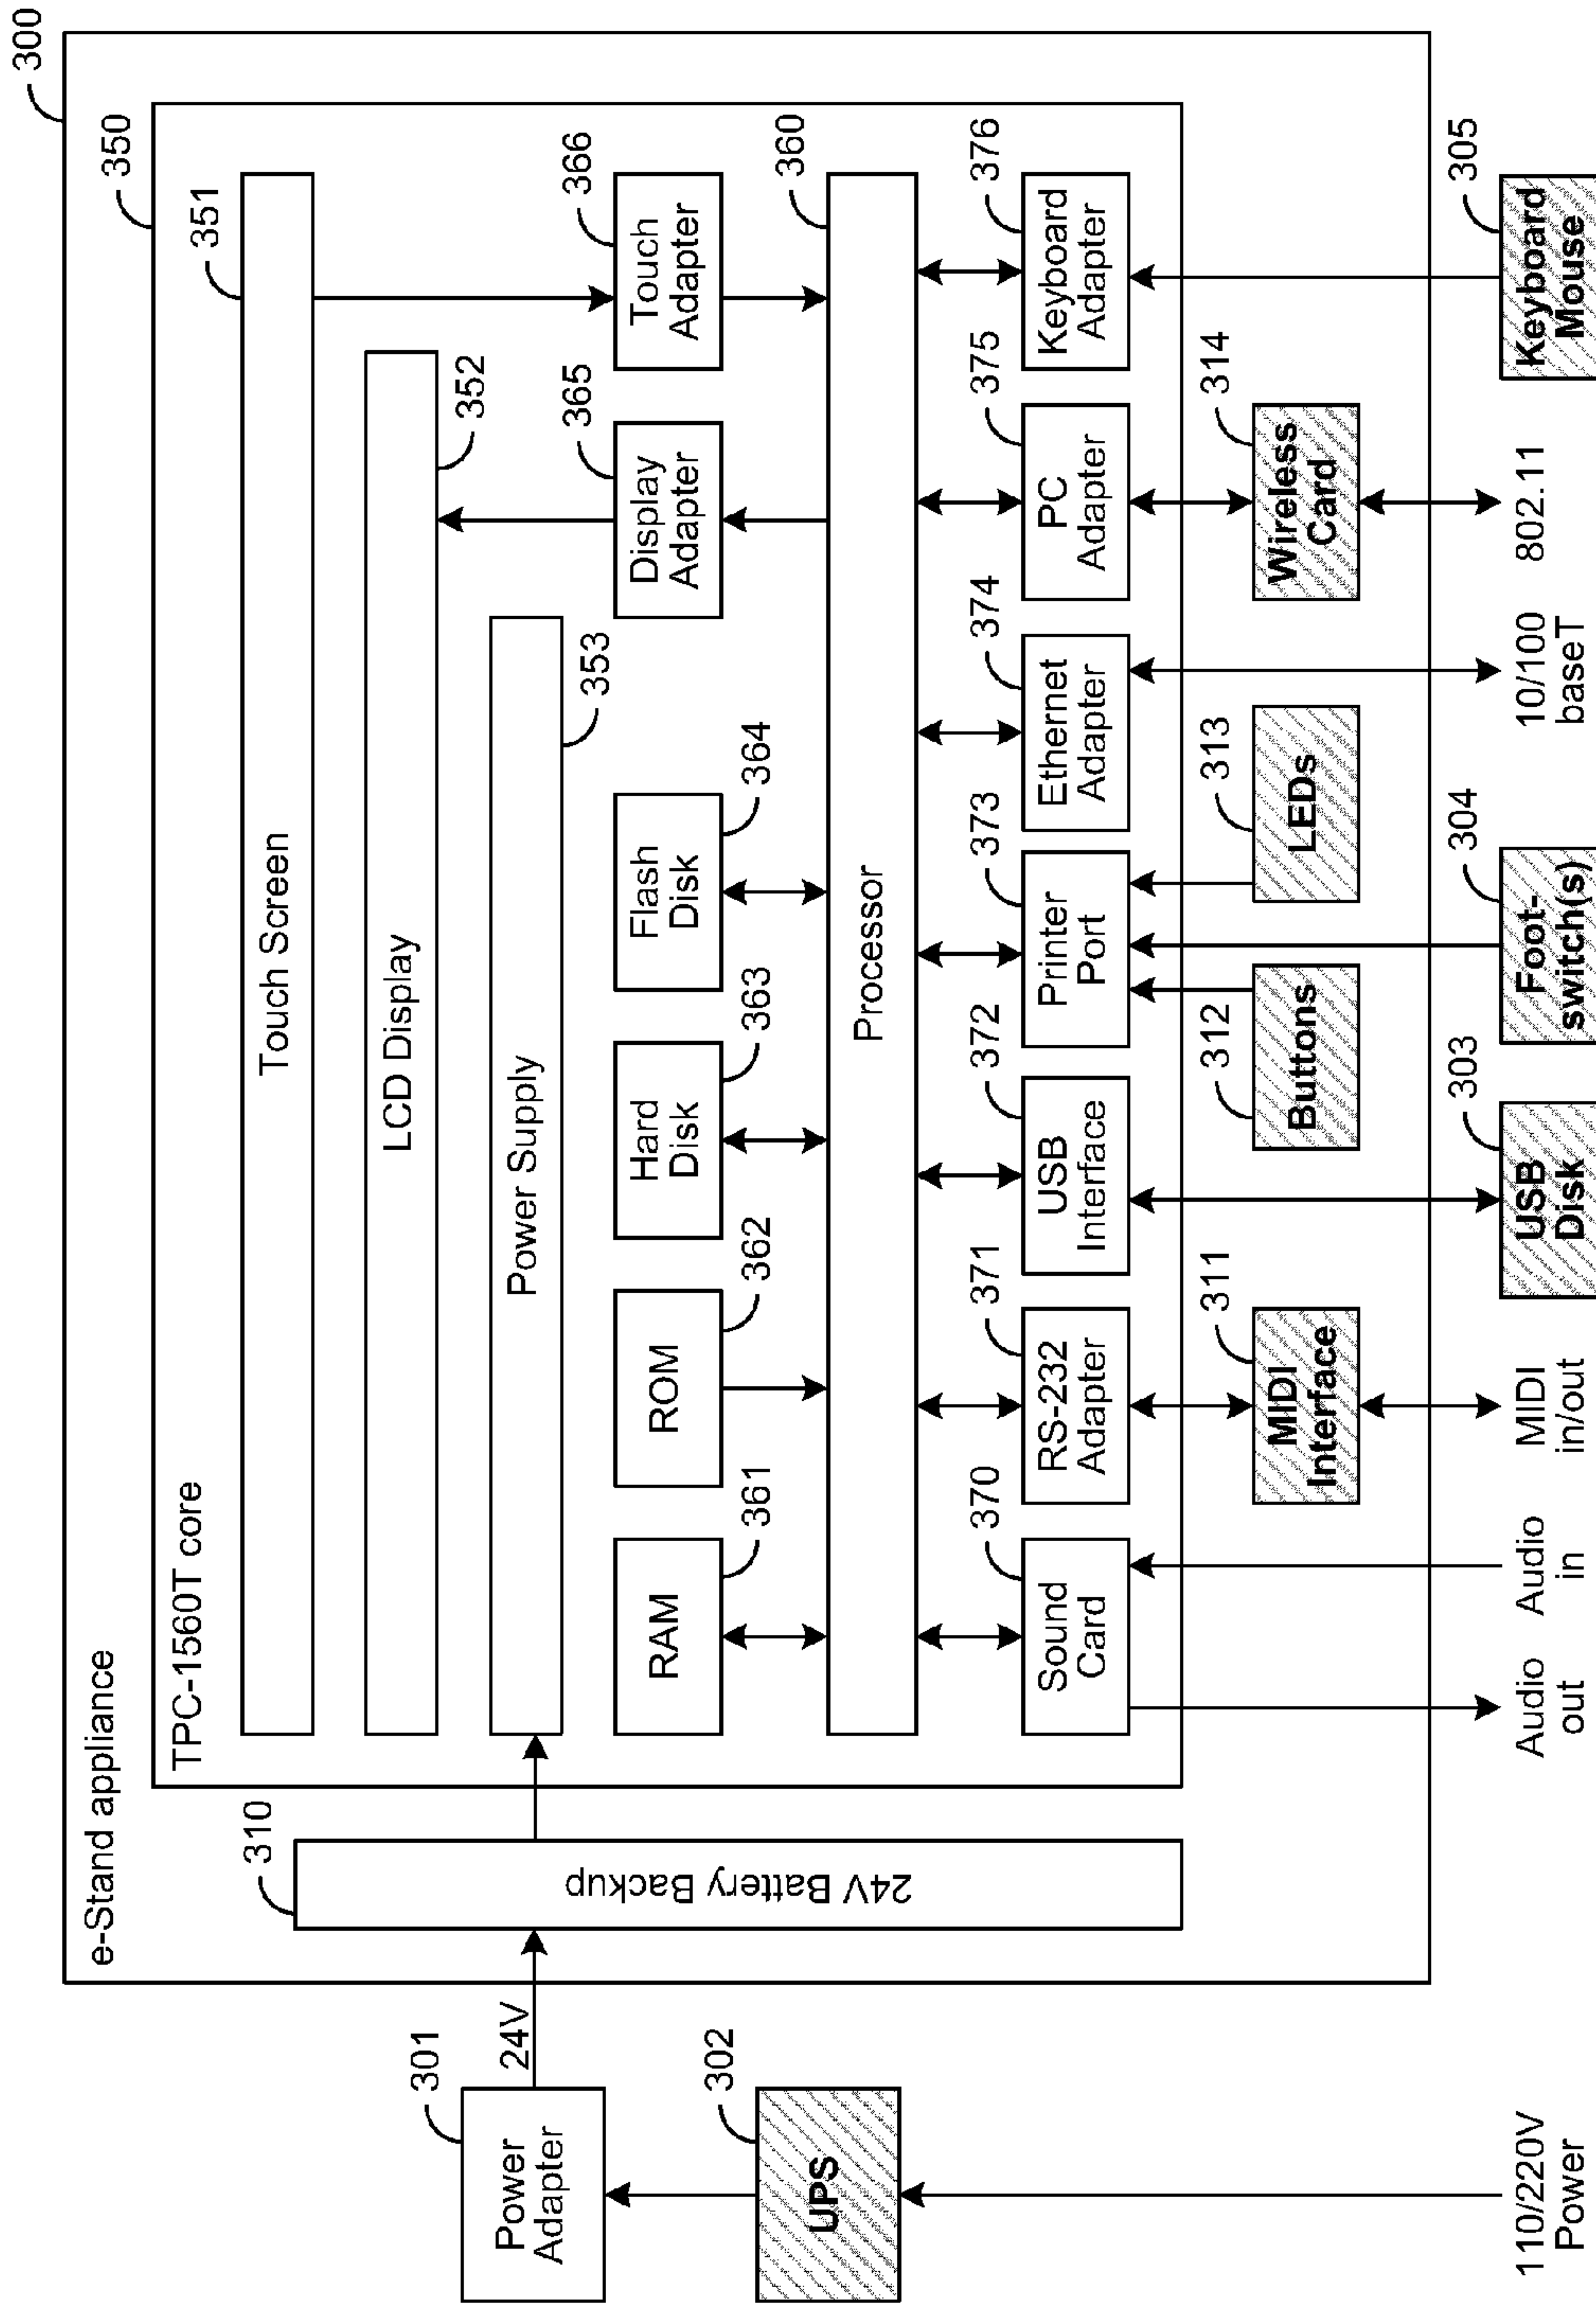 300
e-Stand appliance
350
TPC-1560T core
351
Touch Screen
310
LCD Display
352
301
24V
24V Battery Backup
Power Supply
353
Power
Adapter
RAM
361
ROM
362
Hard
Disk
363
Flash
Disk
364
Display
Adapter
365
Touch
Adapter
366
302
UPS
Processor
360
Sound
Card
370
RS-232
Adapter
371
USB
Interface
372
Printer
Port
373
Ethernet
Adapter
374
PC
Adapter
375
Keyboard
Adapter
376
MIDI
Interface
311
Buttons
312
LEDs
313
Wireless
Card
314
110/220V
Power
Audio
out
Audio
in
MIDI
in/out
USB
Disk
303
Foot-
switch(s)
304
10/100
baseT
802.11
Keyboard
Mouse
305